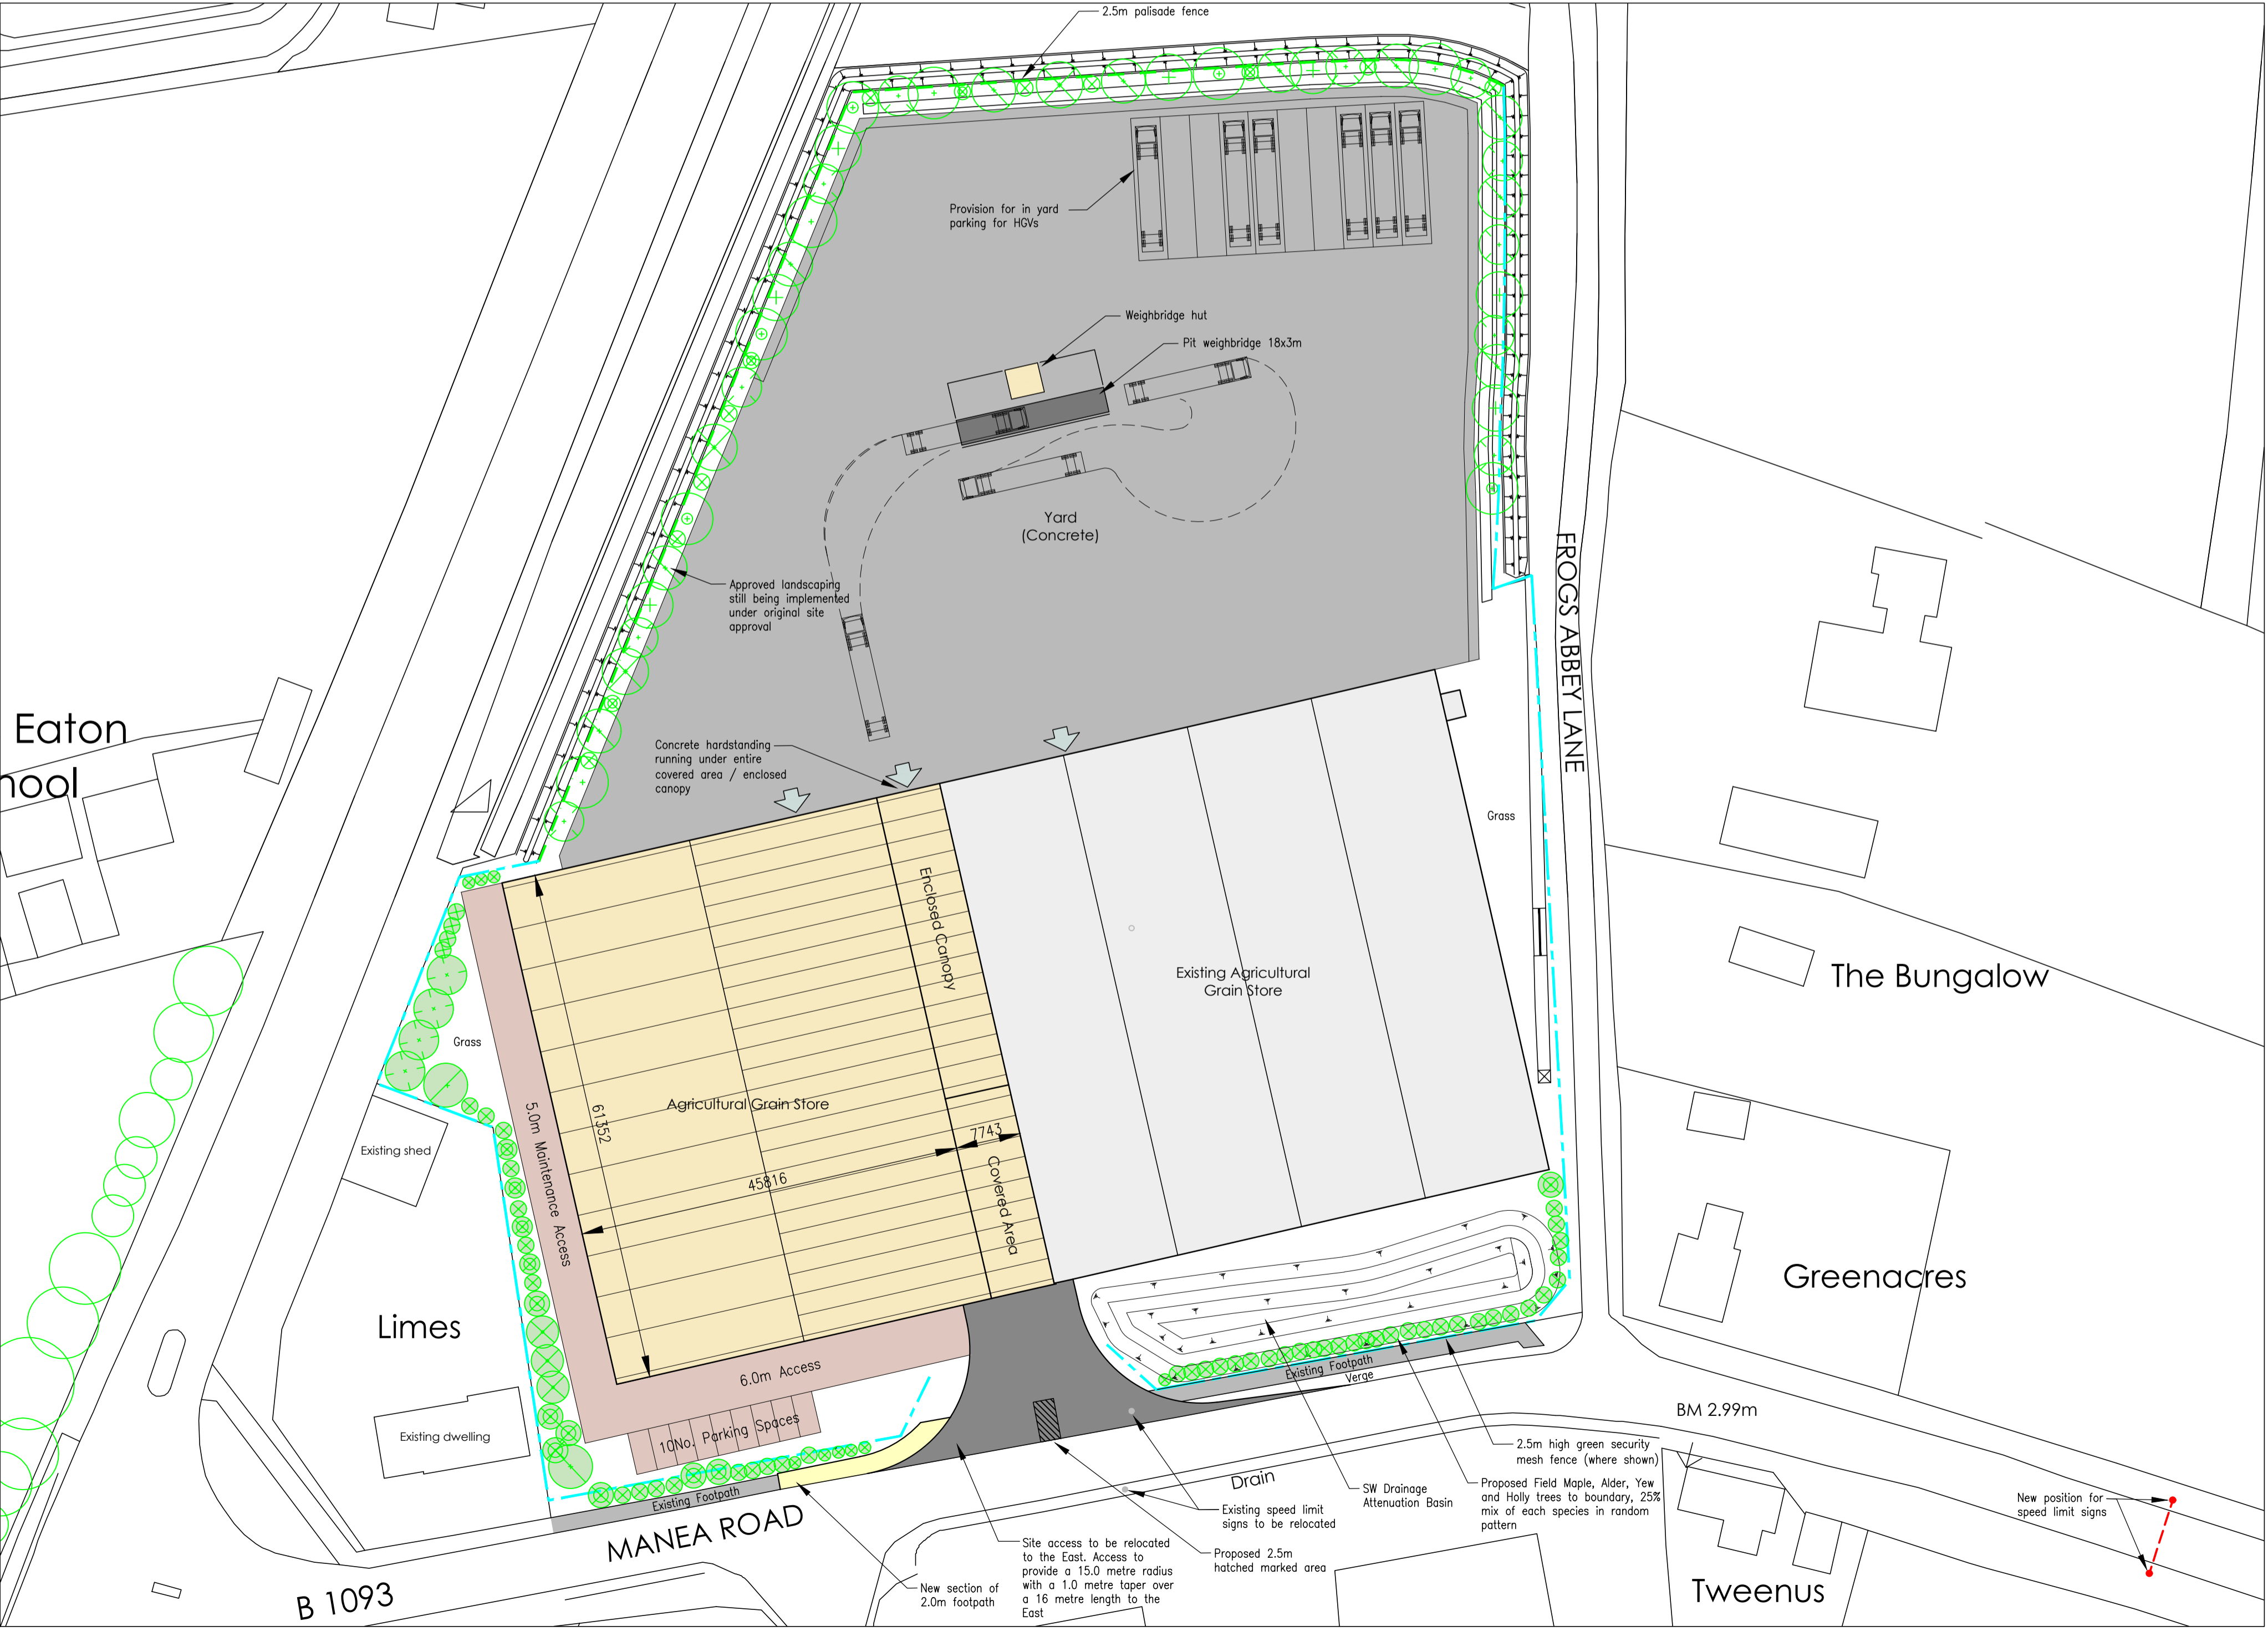 2.5m palisade fence
Provision for in yard
parking for HGVs
Weighbridge hut
Pit weighbridge 18x3m
Yard
(Concrete)
Approved landscaping
still being implemented
under original site
approval
FROGS ABBEY LANE
Eaton
hool
Concrete hardstanding
running under entire
covered area / enclosed
canopy
Grass
Enclosed Canopy
Existing Agricultural
Grain Store
The Bungalow
Grass
5.0m Maintenance Access
61352
Agricultural Grain Store
7743
45816
Covered Area
Existing shed
Limes
Greenacres
6.0m Access
10No. Parking Spaces
Existing Footpath
Verge
Existing dwelling
Existing Footpath
MANEA ROAD
B 1093
Drain
BM 2.99m
2.5m high green security
mesh fence (where shown)
SW Drainage
Attenuation Basin
Proposed Field Maple, Alder, Yew
and Holly trees to boundary, 25%
mix of each species in random
pattern
Existing speed limit
signs to be relocated
New position for
speed limit signs
Site access to be relocated
to the East. Access to
provide a 15.0 metre radius
with a 1.0 metre taper over
a 16 metre length to the
East
Proposed 2.5m
hatched marked area
New section of
2.0m footpath
Tweenus